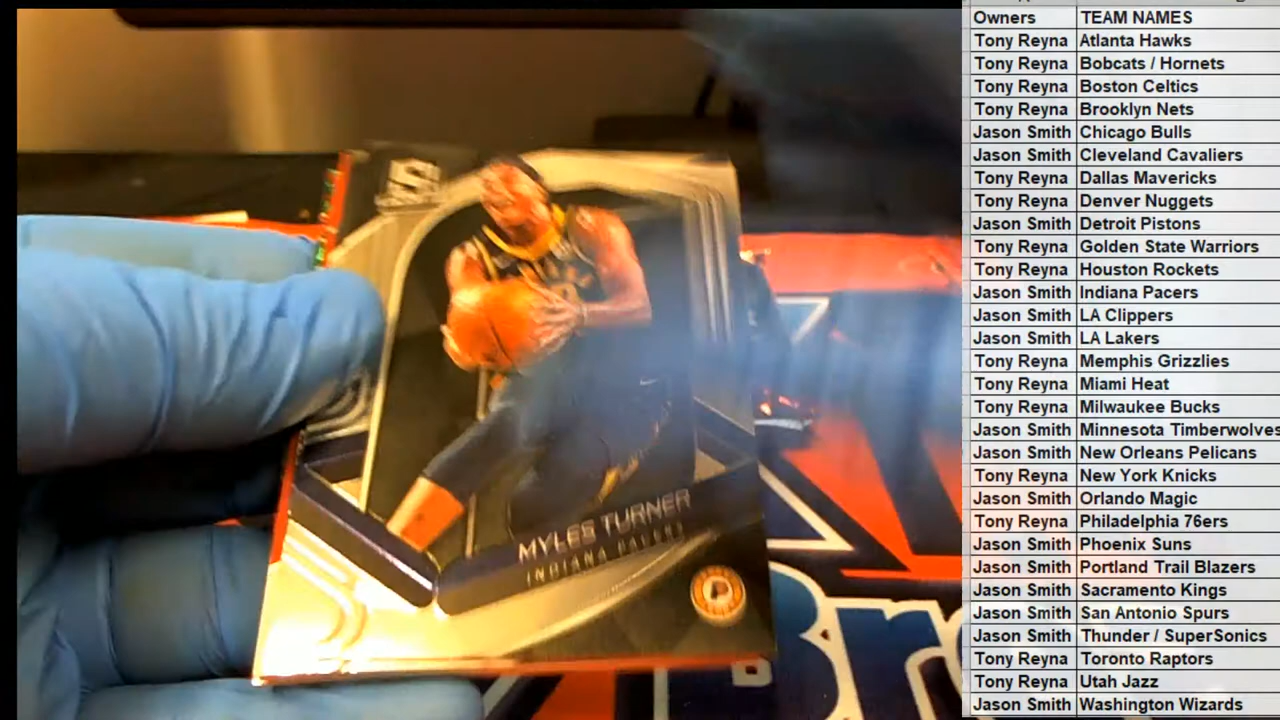 Owners TEAM NAMES
Tony Reyna Atlanta Hawks
Tony Reyna Bobcats / Hornets
Tony Reyna Boston Celtics
Tony Reyna Brooklyn Nets
Jason Smith Chicago Bulls
Jason Smith Cleveland Cavaliers
Tony Reyna Dallas Mavericks
Tony Reyna Denver Nuggets
Jason Smith Detroit Pistons
Tony Reyna Golden State Warriors
Tony Reyna Houston Rockets
Jason Smith Indiana Pacers
Jason Smith LA Clippers
Jason Smith LA Lakers
Tony Reyna Memphis Grizzlies
Tony Reyna Miami Heat
Tony Reyna Milwaukee Bucks
Jason Smith Minnesota Timberwolves
Jason Smith New Orleans Pelicans
Tony Reyna New York Knicks
Jason Smith Orlando Magic
Tony Reyna Philadelphia 76ers
Jason Smith Phoenix Suns
Jason Smith Portland Trail Blazers
Jason Smith Sacramento Kings
Jason Smith San Antonio Spurs
Jason Smith Thunder / SuperSonics
Tony Reyna Toronto Raptors
Tony Reyna Utah Jazz
Jason Smith Washington Wizards
MYLES TURNER
INDIANA PACERS
Br